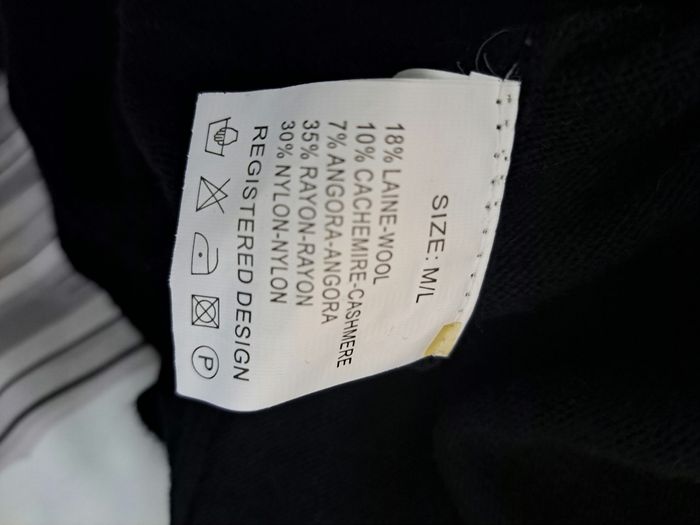 SIZE: M/L
18% LAINE-WOOL
10% CACHEMIRE-CASHMERE
7% ANGORA-ANGORA
35% RAYON-RAYON
30% NYLON-NYLON
REGISTERED DESIGN
P